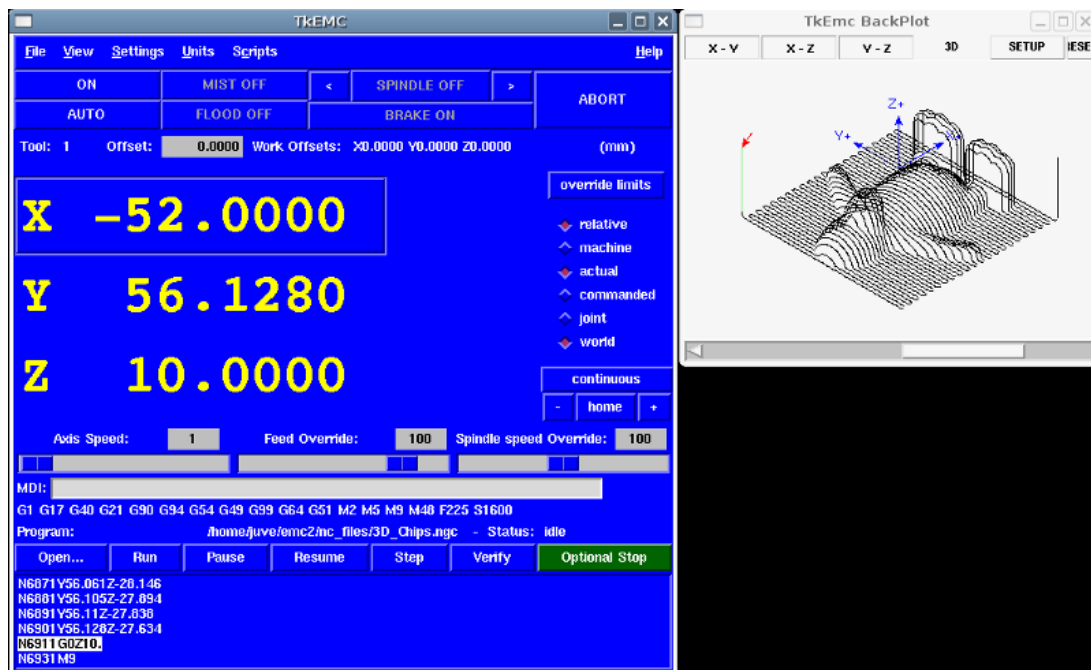 TkEMC
File View Settings Units Scripts Help
ON MIST OFF < SPINDLE OFF > ABORT
AUTO FLOOD OFF BRAKE ON
Tool: 1 Offset: 0.0000 Work Offsets: X0.0000 Y0.0000 Z0.0000 (mm)
override limits
X -52.0000
relative
machine
Y 56.1280
actual
commanded
joint
world
Z 10.0000
continuous
- home +
Axis Speed: 1 Feed Override: 100 Spindle speed Override: 100
MDI:
G1 G17 G40 G21 G90 G94 G54 G49 G99 G64 G51 M2 M5 M9 M48 F225 S1600
Program: /home/juve/emc2/nc_files/3D_Chips.ngc - Status: idle
Open... Run Pause Resume Step Verify Optional Stop
N6871Y56.061Z-28.146
N6881Y56.105Z-27.894
N6891Y56.11Z-27.838
N6901Y56.128Z-27.634
N6911G0Z10.
N6931M9
TkEmc BackPlot
X - Y X - Z Y - Z 3D SETUP RESE
Z+
Y+